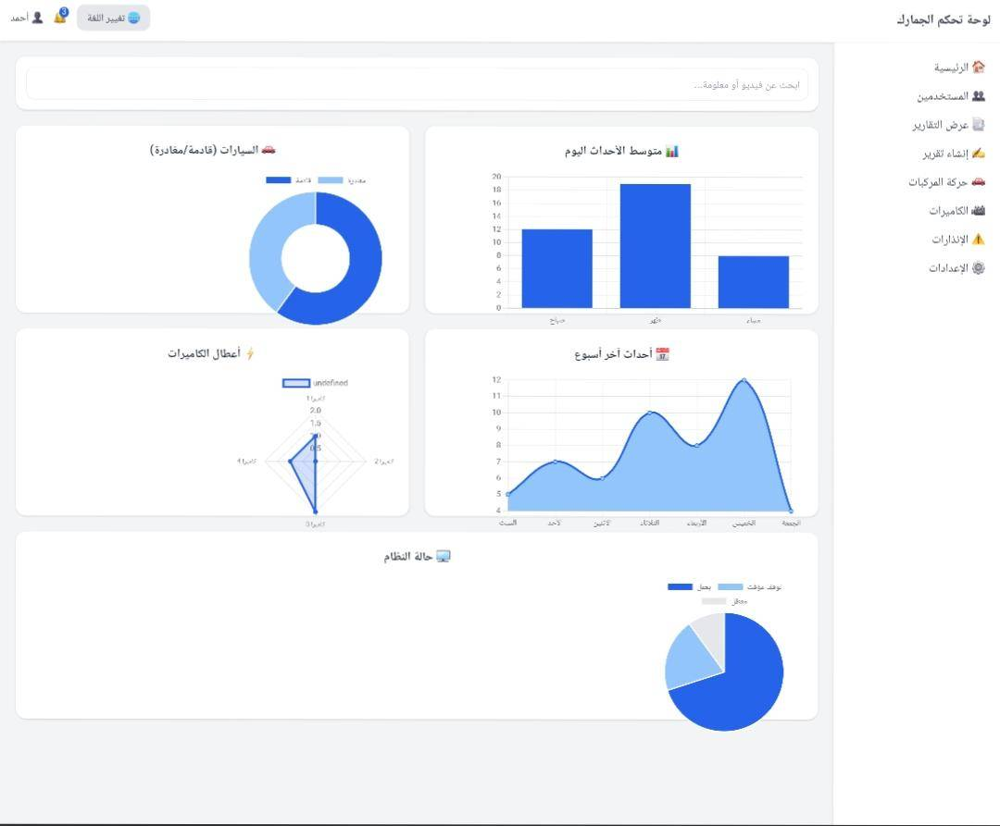 لوحة تحكم الجمارك
🌐 تغيير اللغة
3
أحمد
🏠 الرئيسية
👥 المستخدمين
📑 عرض التقارير
✍️ إنشاء تقرير
🚗 حركة المركبات
🎥 الكاميرات
⚠️ الإنذارات
⚙️ الإعدادات
ابحث عن فيديو أو معلومة...
📊 متوسط الأحداث اليوم
20
18
16
14
12
10
8
6
4
2
0
صباح
ظهر
مساء
🚗 السيارات (قادمة/مغادرة)
قادمة
مغادرة
📅 أحداث آخر أسبوع
12
11
10
9
8
7
6
5
4
السبت
الأحد
الاثنين
الثلاثاء
الأربعاء
الخميس
الجمعة
⚡ أعطال الكاميرات
undefined
كاميرا 1
2.0
1.5
1.0
0.5
كاميرا 4
كاميرا 2
كاميرا 3
🖥️ حالة النظام
يعمل
توقف مؤقت
معطل